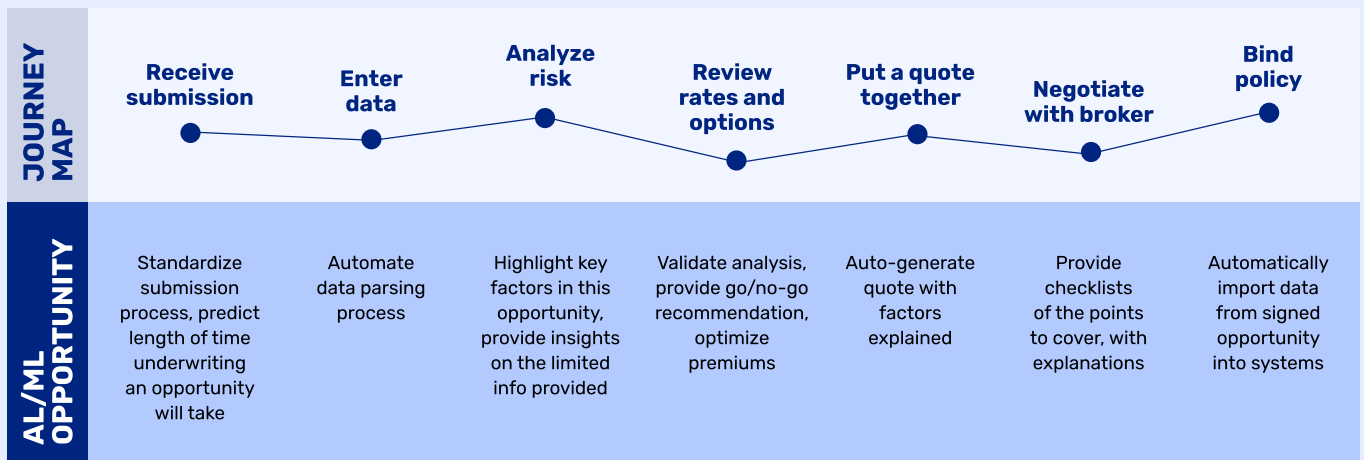 JOURNEY
MAP
Receive
submission
Enter
data
Analyze
risk
Review
rates and
options
Put a quote
together
Negotiate
with broker
Bind
policy
AL/ML
OPPORTUNITY
Standardize
submission
process, predict
length of time
underwriting
an opportunity
will take
Automate
data parsing
process
Highlight key
factors in this
opportunity,
provide insights
on the limited
info provided
Validate analysis,
provide go/no-go
recommendation,
optimize
premiums
Auto-generate
quote with
factors
explained
Provide
checklists
of the points
to cover, with
explanations
Automatically
import data
from signed
opportunity
into systems